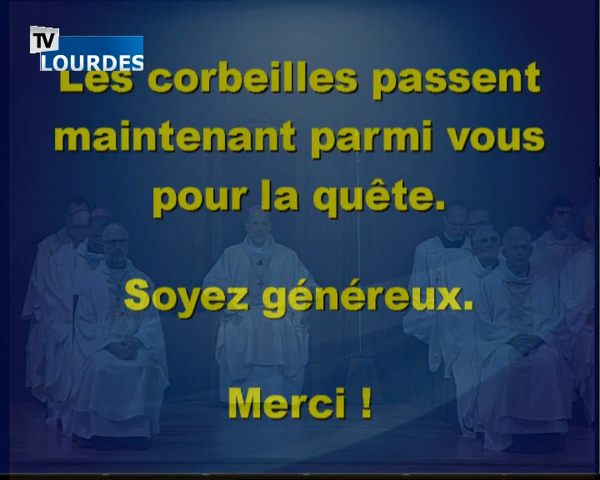 TV
LOURDES
Les corbeilles passent
maintenant parmi vous
pour la quête.
Soyez généreux.
Merci !